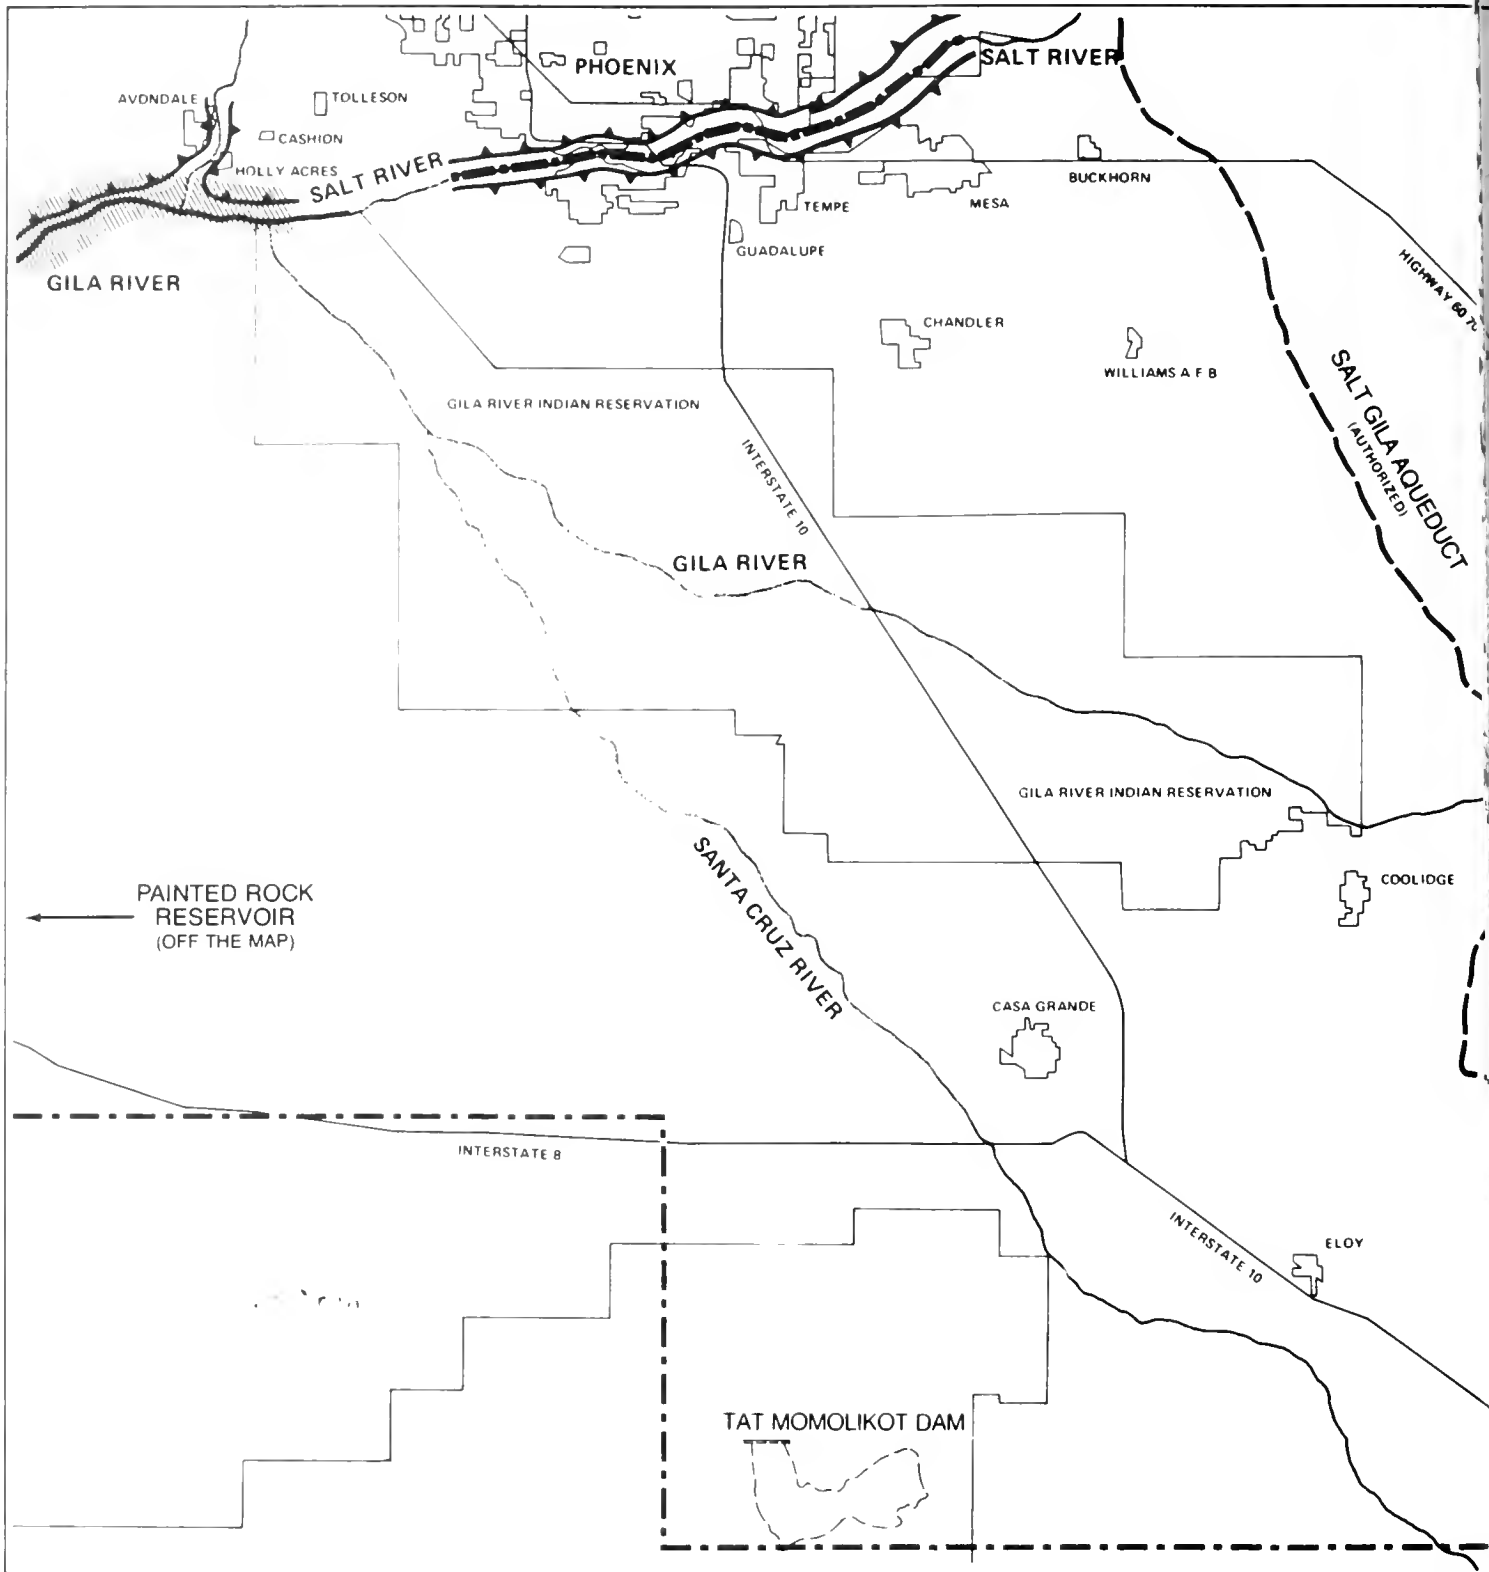 PHOENIX
SALT RIVER
AVONDALE
TOLLESON
CASHION
HOLLY ACRES
SALT RIVER
BUCKHORN
TEMPE
MESA
GUADALUPE
GILA RIVER
HIGHWAY 60 70
CHANDLER
WILLIAMS A F B
SALT GILA AQUEDUCT
(AUTHORIZED)
GILA RIVER INDIAN RESERVATION
INTERSTATE 10
GILA RIVER
GILA RIVER INDIAN RESERVATION
SANTA CRUZ RIVER
COOLIDGE
PAINTED ROCK
RESERVOIR
(OFF THE MAP)
CASA GRANDE
INTERSTATE 8
INTERSTATE 10
ELOY
TAT MOMOLIKOT DAM